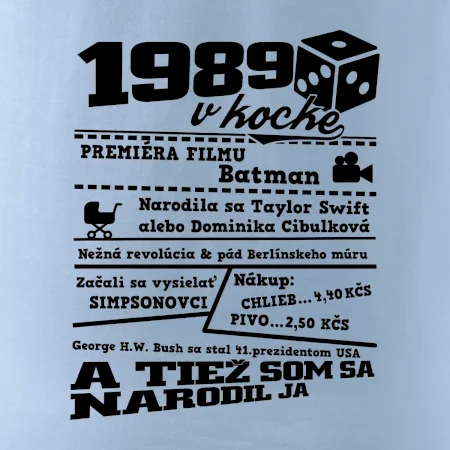 1989
v kocke
PREMIÉRA FILMU
Batman
Narodila sa Taylor Swift
alebo Dominika Cibulková
Nežná revolúcia & pád Berlínskeho múru
Začali sa vysielať
SIMPSONOVCI
Nákup:
CHLIEB... 4,40 KČS
PIVO...2,50 KČS
George H.W. Bush sa stal 41.prezidentom USA
A TIEŽ SOM SA
NARODIL JA